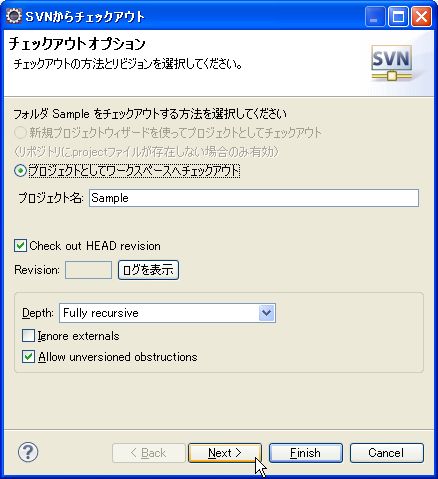 SVNからチェックアウト
チェックアウトオプション
チェックアウトの方法とリビジョンを選択してください。
SVN
フォルダ Sample をチェックアウトする方法を選択してください
新規プロジェクトウィザードを使ってプロジェクトとしてチェックアウト
(リポジトリに.projectファイルが存在しない場合のみ有効)
プロジェクトとしてワークスペースへチェックアウト
プロジェクト名: Sample
Check out HEAD revision
Revision: ログを表示
Depth: Fully recursive
Ignore externals
Allow unversioned obstructions
? < Back Next > Finish Cancel